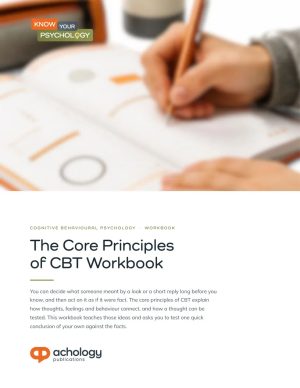 KNOW YOUR
PSYCHOLOGY
COGNITIVE BEHAVIOURAL PSYCHOLOGY · WORKBOOK
The Core Principles
of CBT Workbook
You can decide what someone meant by a look or a short reply long before you
know, and then act on it as if it were fact. The core principles of CBT explain
how thoughts, feelings and behaviour connect, and how a thought can be
tested. This workbook teaches those ideas and asks you to test one quick
conclusion of your own against the facts.
achology
publications